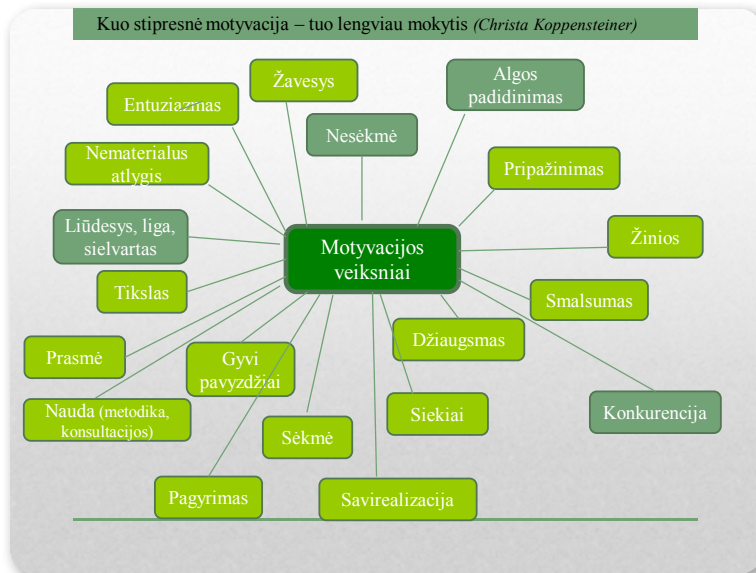 Kuo stipresnė motyvacija – tuo lengviau mokytis (Christa Koppensteiner)
Žavesys
Algos
padidinimas
Entuziazmas
Nesėkmė
Nematerialus
atlygis
Pripažinimas
Liūdesys, liga,
sielvartas
Motyvacijos
veiksniai
Žinios
Tikslas
Smalsumas
Džiaugsmas
Prasmė
Gyvi
pavyzdžiai
Nauda (metodika,
konsultacijos)
Siekiai
Konkurencija
Sėkmė
Pagyrimas
Savirealizacija